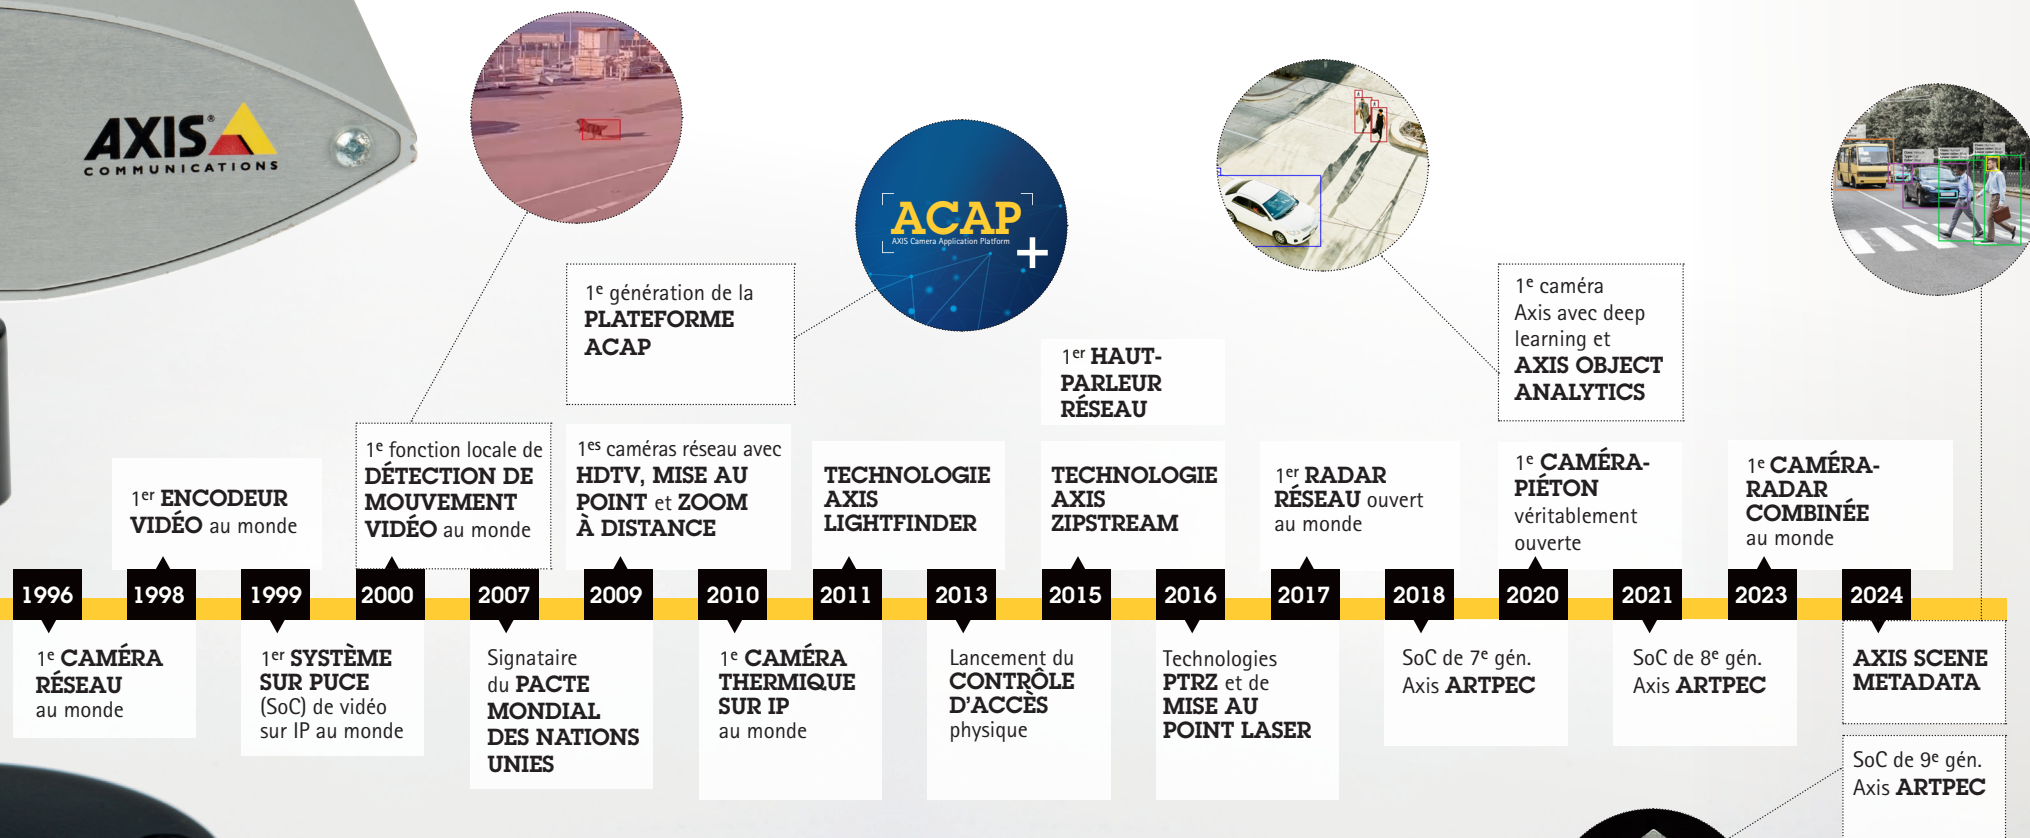 AXIS
COMMUNICATIONS
ACAP
AXIS Camera Application Platform
+
1e génération de la
PLATEFORME
ACAP
1e caméra
Axis avec deep
learning et
AXIS OBJECT
ANALYTICS
1er HAUT-
PARLEUR
RÉSEAU
1er ENCODEUR
VIDÉO au monde
1e fonction locale de
DÉTECTION DE
MOUVEMENT
VIDÉO au monde
1es caméras réseau avec
HDTV, MISE AU
POINT et ZOOM
À DISTANCE
TECHNOLOGIE
AXIS
LIGHTFINDER
TECHNOLOGIE
AXIS
ZIPSTREAM
1er RADAR
RÉSEAU ouvert
au monde
1e CAMÉRA-
PIÉTON
véritablement
ouverte
1e CAMÉRA-
RADAR
COMBINÉE
au monde
1996 1998 1999 2000 2007 2009 2010 2011 2013 2015 2016 2017 2018 2020 2021 2023 2024
1e CAMÉRA
RÉSEAU
au monde
1er SYSTÈME
SUR PUCE
(SoC) de vidéo
sur IP au monde
Signataire
du PACTE
MONDIAL
DES NATIONS
UNIES
1e CAMÉRA
THERMIQUE
SUR IP
au monde
Lancement du
CONTRÔLE
D'ACCÈS
physique
Technologies
PTRZ et de
MISE AU
POINT LASER
SoC de 7e gén.
Axis ARTPEC
SoC de 8e gén.
Axis ARTPEC
AXIS SCENE
METADATA
SoC de 9e gén.
Axis ARTPEC